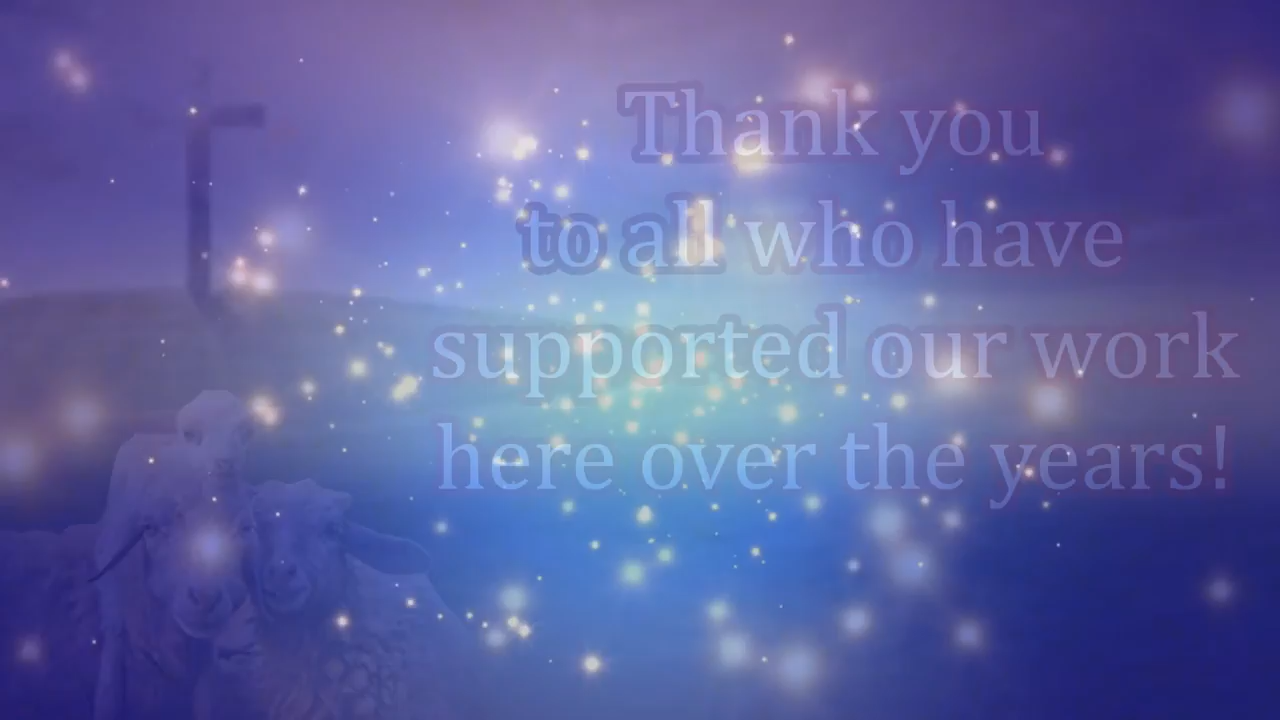 Thank you
to all who have
supported our work
here over the years!